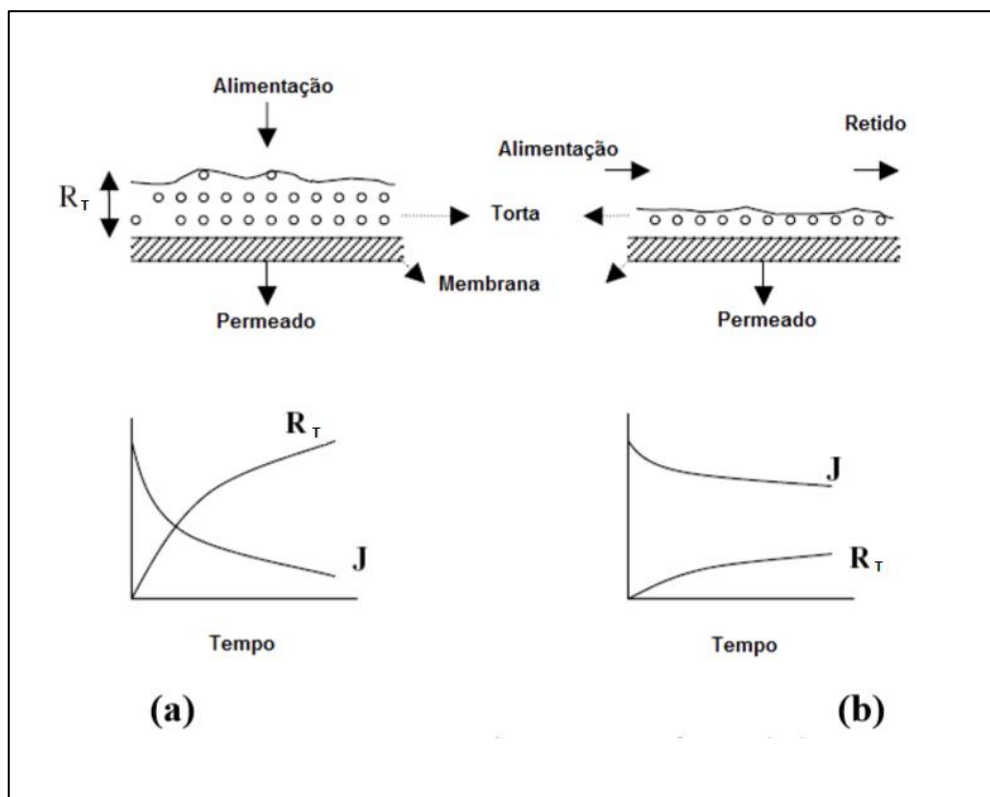 Alimentação
Alimentação
Retido
R_T
Torta
Membrana
Permeado
Permeado
R_T
J
J
R_T
Tempo
Tempo
(a)
(b)